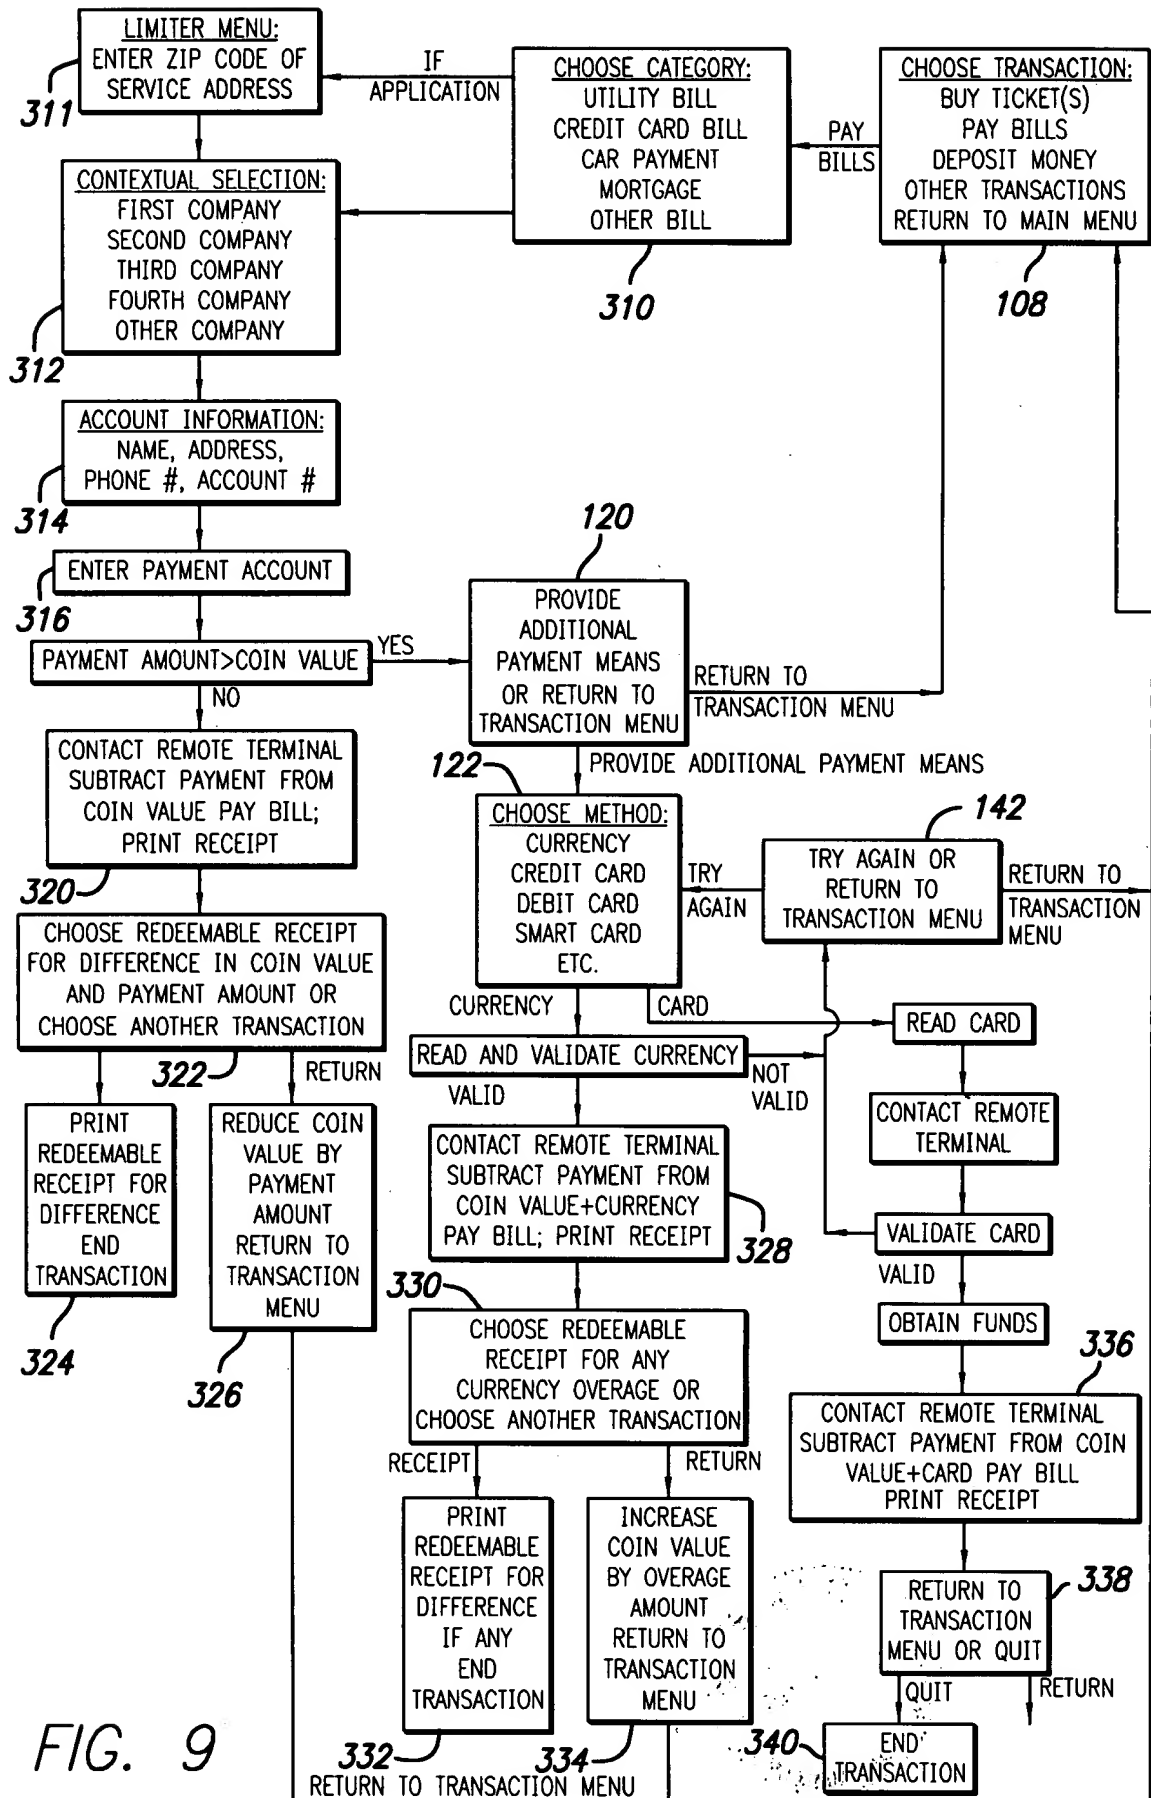 LIMITER MENU:
ENTER ZIP CODE OF
SERVICE ADDRESS
311
IF
APPLICATION
CHOOSE CATEGORY:
UTILITY BILL
CREDIT CARD BILL
CAR PAYMENT
MORTGAGE
OTHER BILL
310
PAY
BILLS
CHOOSE TRANSACTION:
BUY TICKET(S)
PAY BILLS
DEPOSIT MONEY
OTHER TRANSACTIONS
RETURN TO MAIN MENU
108
CONTEXTUAL SELECTION:
FIRST COMPANY
SECOND COMPANY
THIRD COMPANY
FOURTH COMPANY
OTHER COMPANY
312
ACCOUNT INFORMATION:
NAME, ADDRESS,
PHONE #, ACCOUNT #
314
ENTER PAYMENT ACCOUNT
316
PAYMENT AMOUNT>COIN VALUE
YES
NO
120
PROVIDE
ADDITIONAL
PAYMENT MEANS
OR RETURN TO
TRANSACTION MENU
RETURN TO
TRANSACTION MENU
PROVIDE ADDITIONAL PAYMENT MEANS
CONTACT REMOTE TERMINAL
SUBTRACT PAYMENT FROM
COIN VALUE PAY BILL;
PRINT RECEIPT
320
122
CHOOSE METHOD:
CURRENCY
CREDIT CARD
DEBIT CARD
SMART CARD
ETC.
TRY
AGAIN
142
TRY AGAIN OR
RETURN TO
TRANSACTION MENU
RETURN TO
TRANSACTION
MENU
CHOOSE REDEEMABLE RECEIPT
FOR DIFFERENCE IN COIN VALUE
AND PAYMENT AMOUNT OR
CHOOSE ANOTHER TRANSACTION
322
RETURN
CURRENCY
CARD
READ CARD
READ AND VALIDATE CURRENCY
VALID
NOT
VALID
CONTACT REMOTE
TERMINAL
PRINT
REDEEMABLE
RECEIPT FOR
DIFFERENCE
END
TRANSACTION
324
REDUCE COIN
VALUE BY
PAYMENT
AMOUNT
RETURN TO
TRANSACTION
MENU
326
CONTACT REMOTE TERMINAL
SUBTRACT PAYMENT FROM
COIN VALUE+CURRENCY
PAY BILL; PRINT RECEIPT
328
VALIDATE CARD
VALID
OBTAIN FUNDS
330
CHOOSE REDEEMABLE
RECEIPT FOR ANY
CURRENCY OVERAGE OR
CHOOSE ANOTHER TRANSACTION
RECEIPT
RETURN
336
CONTACT REMOTE TERMINAL
SUBTRACT PAYMENT FROM COIN
VALUE+CARD PAY BILL
PRINT RECEIPT
PRINT
REDEEMABLE
RECEIPT FOR
DIFFERENCE
IF ANY
END
TRANSACTION
332
INCREASE
COIN VALUE
BY OVERAGE
AMOUNT
RETURN TO
TRANSACTION
MENU
334
RETURN TO
TRANSACTION
MENU OR QUIT
338
QUIT
RETURN
END
TRANSACTION
340
RETURN TO TRANSACTION MENU
FIG. 9